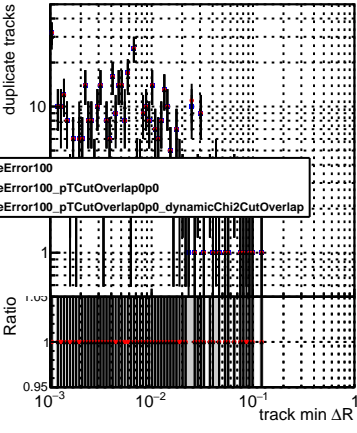 duplicate tracks
10
eError100
eError100_pTCutOverlap0p0
eError100_pTCutOverlap0p0_dynamicChi2CutOverlap
1
Ratio
1.05
1
0.95
10⁻³ 10⁻² 10⁻¹ 1
track min ΔR